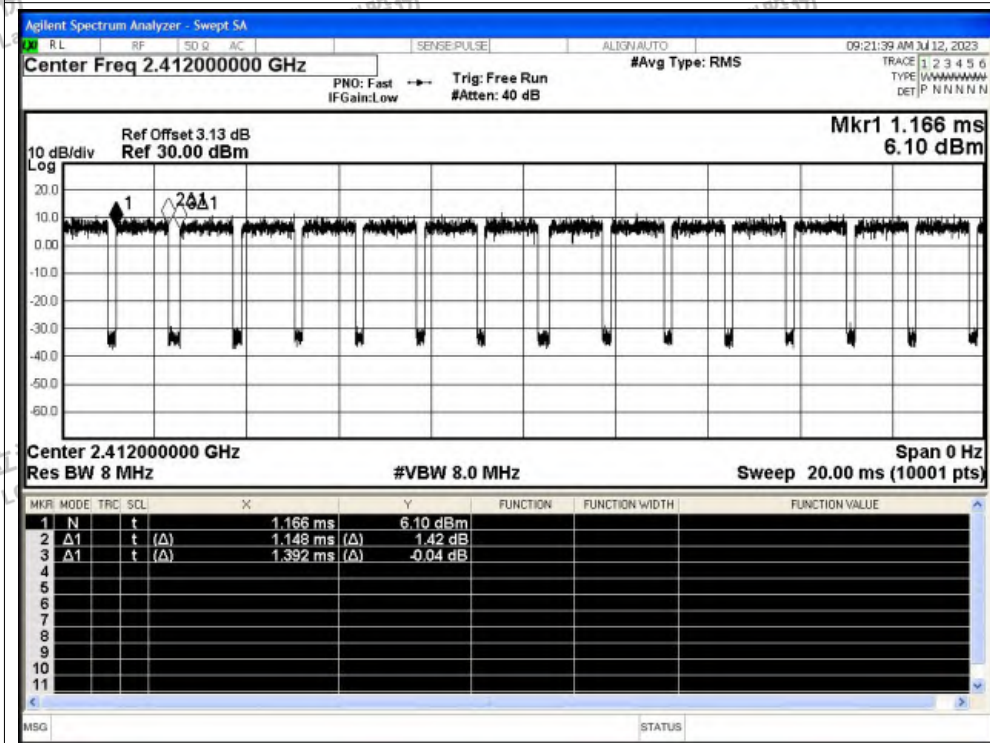 Agilent Spectrum Analyzer - Swept SA
RL RF 50 Ω AC SENSE:PULSE ALIGNAUTO 09:21:39 AM Jul 12, 2023
Center Freq 2.412000000 GHz #Avg Type: RMS TRACE 1 2 3 4 5 6
PNO: Fast Trig: Free Run TYPE WWWWWW
IFGain:Low #Atten: 40 dB DET P N N N N N
Mkr1 1.166 ms
Ref Offset 3.13 dB
10 dB/div Ref 30.00 dBm 6.10 dBm
Log
20.0
1 2Δ1 3Δ1
10.0
0.00
-10.0
-20.0
-30.0
-40.0
-50.0
-60.0
Center 2.412000000 GHz Span 0 Hz
Res BW 8 MHz #VBW 8.0 MHz Sweep 20.00 ms (10001 pts)
MKR MODE TRC SCL X Y FUNCTION FUNCTION WIDTH FUNCTION VALUE
1 N t 1.166 ms 6.10 dBm
2 Δ1 t (Δ) 1.148 ms (Δ) 1.42 dB
3 Δ1 t (Δ) 1.392 ms (Δ) -0.04 dB
4
5
6
7
8
9
10
11
MSG STATUS